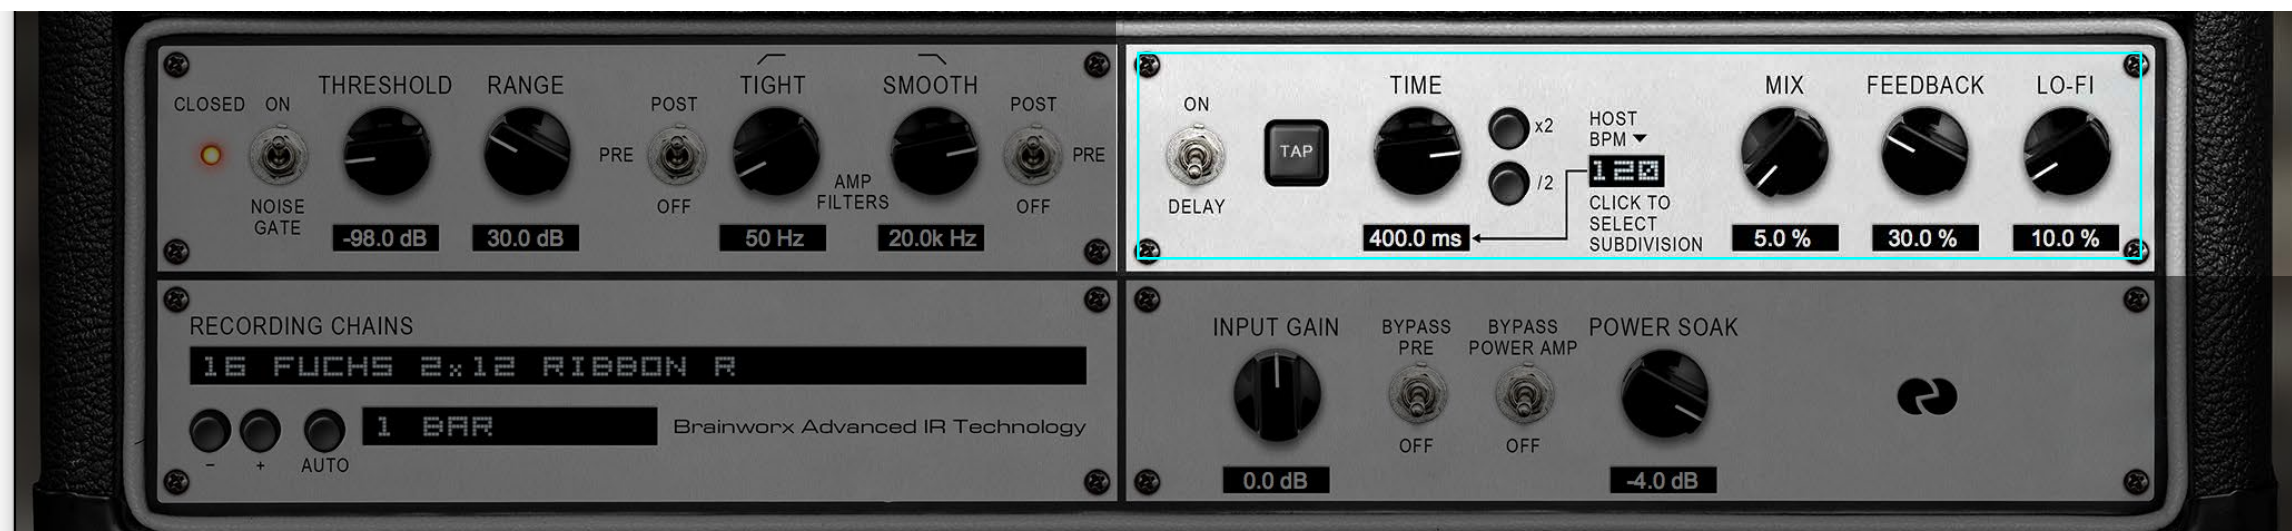 CLOSED ON
THRESHOLD
RANGE
POST
TIGHT
SMOOTH
POST
PRE
PRE
NOISE
GATE
OFF
AMP
FILTERS
OFF
-98.0 dB
30.0 dB
50 Hz
20.0k Hz
ON
DELAY
TAP
TIME
x2
/2
400.0 ms
HOST
BPM
120
CLICK TO
SELECT
SUBDIVISION
MIX
FEEDBACK
LO-FI
5.0 %
30.0 %
10.0 %
RECORDING CHAINS
16 FUCHS 2x12 RIBBON R
1 BAR
Brainworx Advanced IR Technology
- + AUTO
INPUT GAIN
BYPASS
PRE
BYPASS
POWER AMP
POWER SOAK
OFF
OFF
0.0 dB
-4.0 dB